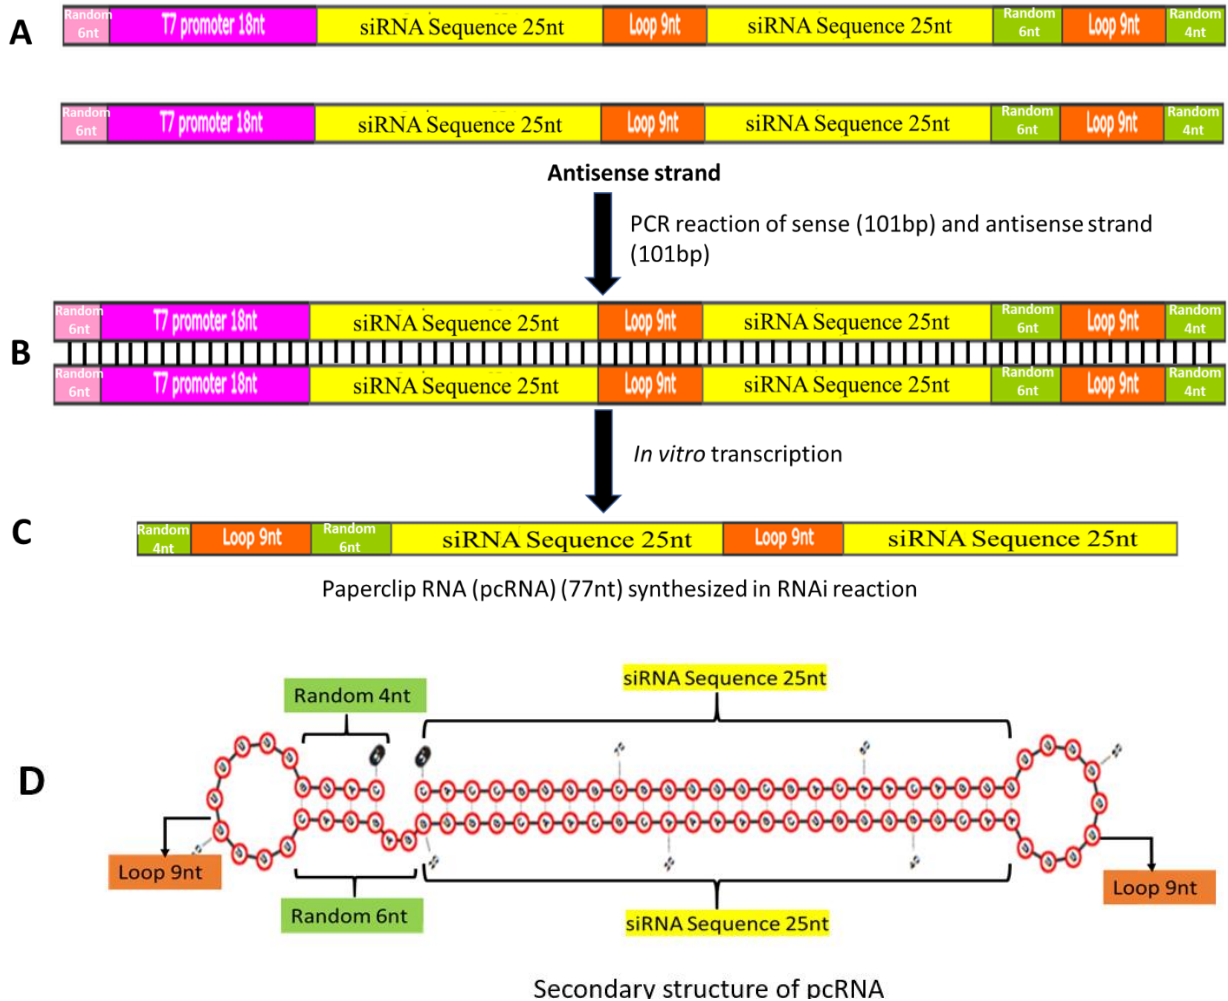 A
Random 6nt
T7 promoter 18nt
siRNA Sequence 25nt
Loop 9nt
siRNA Sequence 25nt
Random 6nt
Loop 9nt
Random 4nt
Random 6nt
T7 promoter 18nt
siRNA Sequence 25nt
Loop 9nt
siRNA Sequence 25nt
Random 6nt
Loop 9nt
Random 4nt
Antisense strand
PCR reaction of sense (101bp) and antisense strand
(101bp)
B
Random 6nt
T7 promoter 18nt
siRNA Sequence 25nt
Loop 9nt
siRNA Sequence 25nt
Random 6nt
Loop 9nt
Random 4nt
Random 6nt
T7 promoter 18nt
siRNA Sequence 25nt
Loop 9nt
siRNA Sequence 25nt
Random 6nt
Loop 9nt
Random 4nt
In vitro transcription
C
Random 4nt
Loop 9nt
Random 6nt
siRNA Sequence 25nt
Loop 9nt
siRNA Sequence 25nt
Paperclip RNA (pcRNA) (77nt) synthesized in RNAi reaction
D
Random 4nt
siRNA Sequence 25nt
Loop 9nt
Random 6nt
siRNA Sequence 25nt
Loop 9nt
Secondary structure of pcRNA